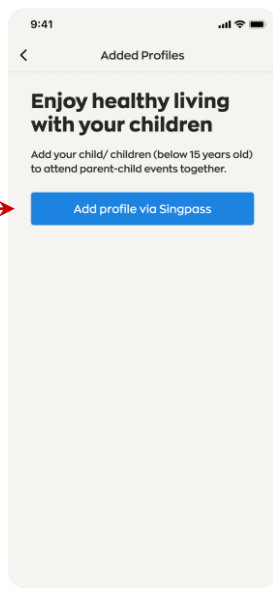 9:41
Added Profiles
Enjoy healthy living
with your children
Add your child/ children (below 15 years old)
to attend parent-child events together.
Add profile via Singpass